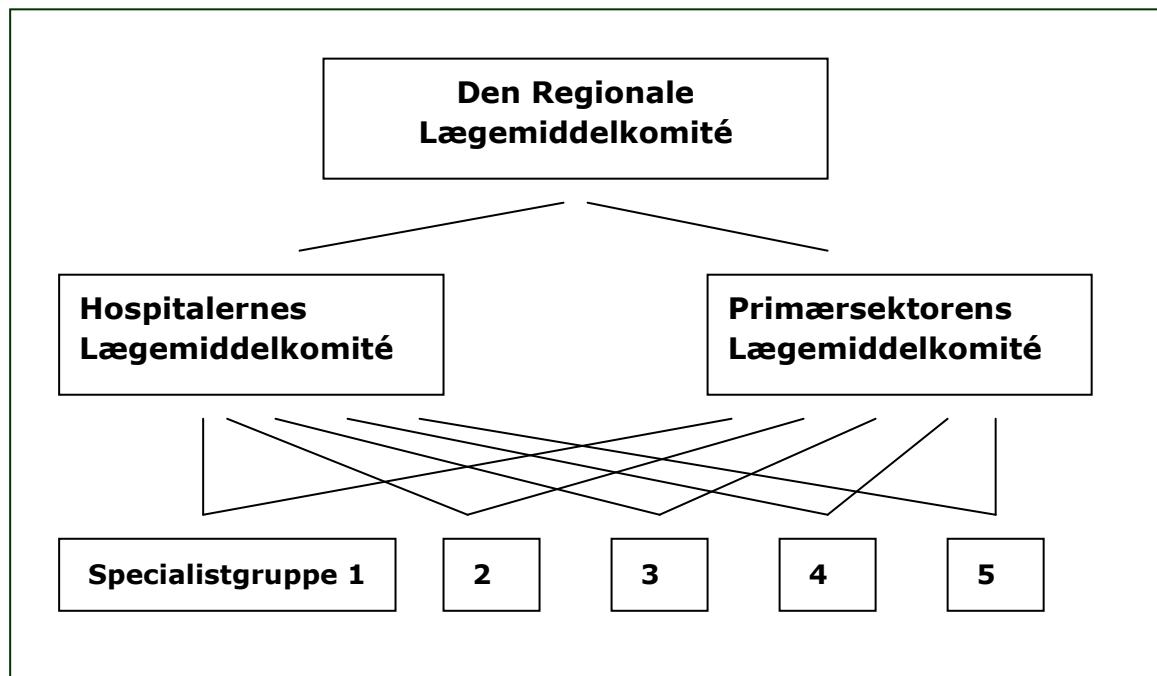 Den Regionale
Lægemiddelkomité
Hospitalernes
Lægemiddelkomité
Primærsektorens
Lægemiddelkomité
Specialistgruppe 1
2
3
4
5